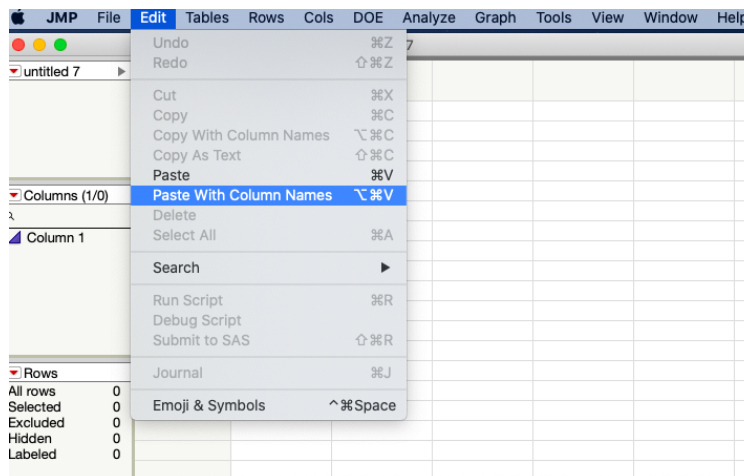 JMP File Edit Tables Rows Cols DOE Analyze Graph Tools View Window Help
7
untitled 7
Columns (1/0)
Column 1
Rows
All rows 0
Selected 0
Excluded 0
Hidden 0
Labeled 0
Undo ⌘Z
Redo ⇧⌘Z
Cut ⌘X
Copy ⌘C
Copy With Column Names ⌥⌘C
Copy As Text ⇧⌘C
Paste ⌘V
Paste With Column Names ⌥⌘V
Delete
Select All ⌘A
Search
Run Script ⌘R
Debug Script
Submit to SAS ⇧⌘R
Journal ⌘J
Emoji & Symbols ^⌘Space